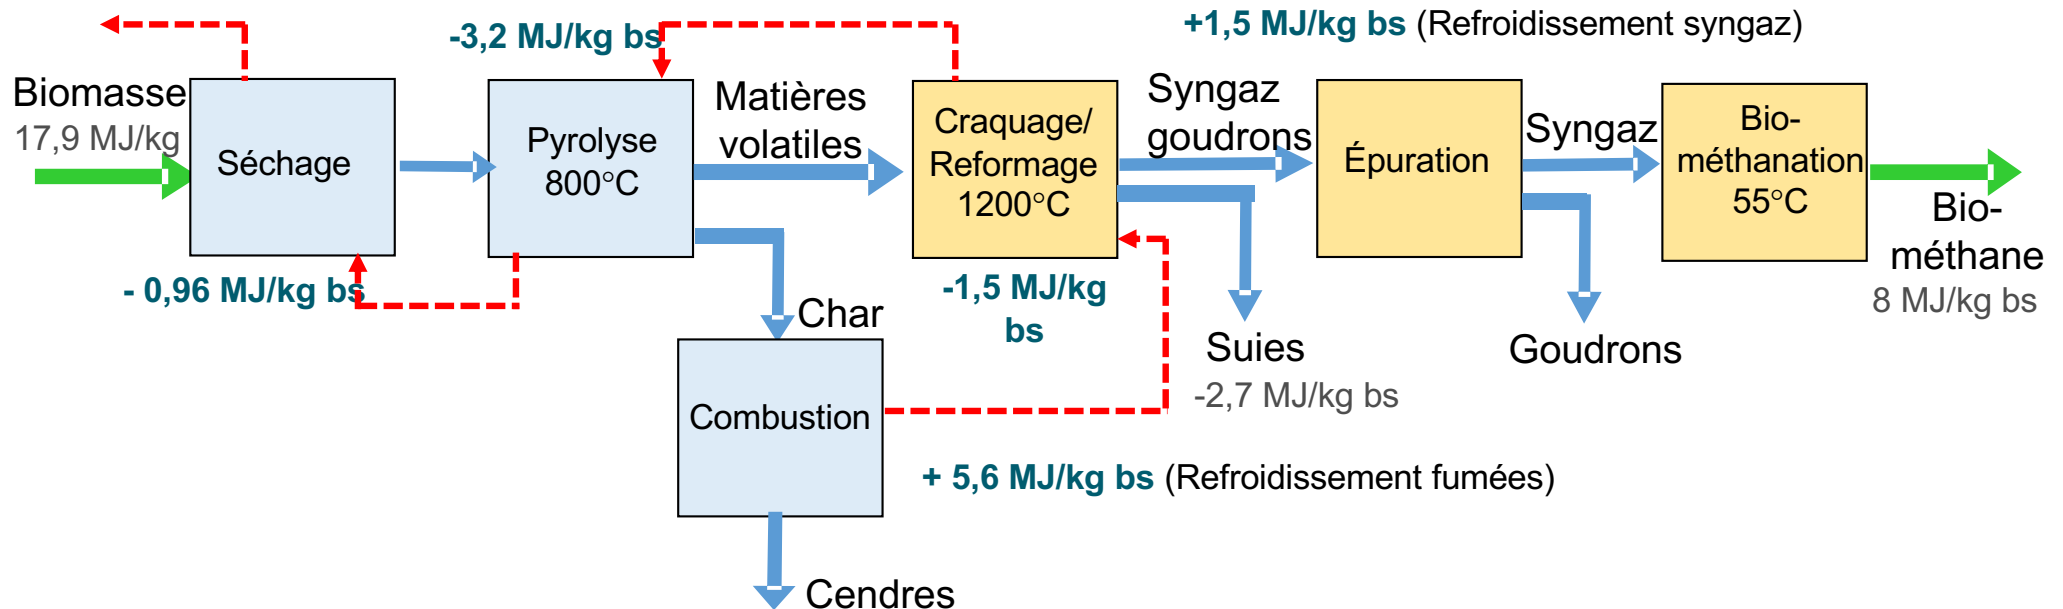 -3,2 MJ/kg bs
+1,5 MJ/kg bs (Refroidissement syngaz)
Biomasse
17,9 MJ/kg
Séchage
- 0,96 MJ/kg bs
Pyrolyse
800°C
Matières
volatiles
Char
Combustion
Cendres
Craquage/
Reformage
1200°C
-1,5 MJ/kg
bs
+ 5,6 MJ/kg bs (Refroidissement fumées)
Syngaz
goudrons
Suies
-2,7 MJ/kg bs
Épuration
Syngaz
Goudrons
Bio-
méthanation
55°C
Bio-
méthane
8 MJ/kg bs